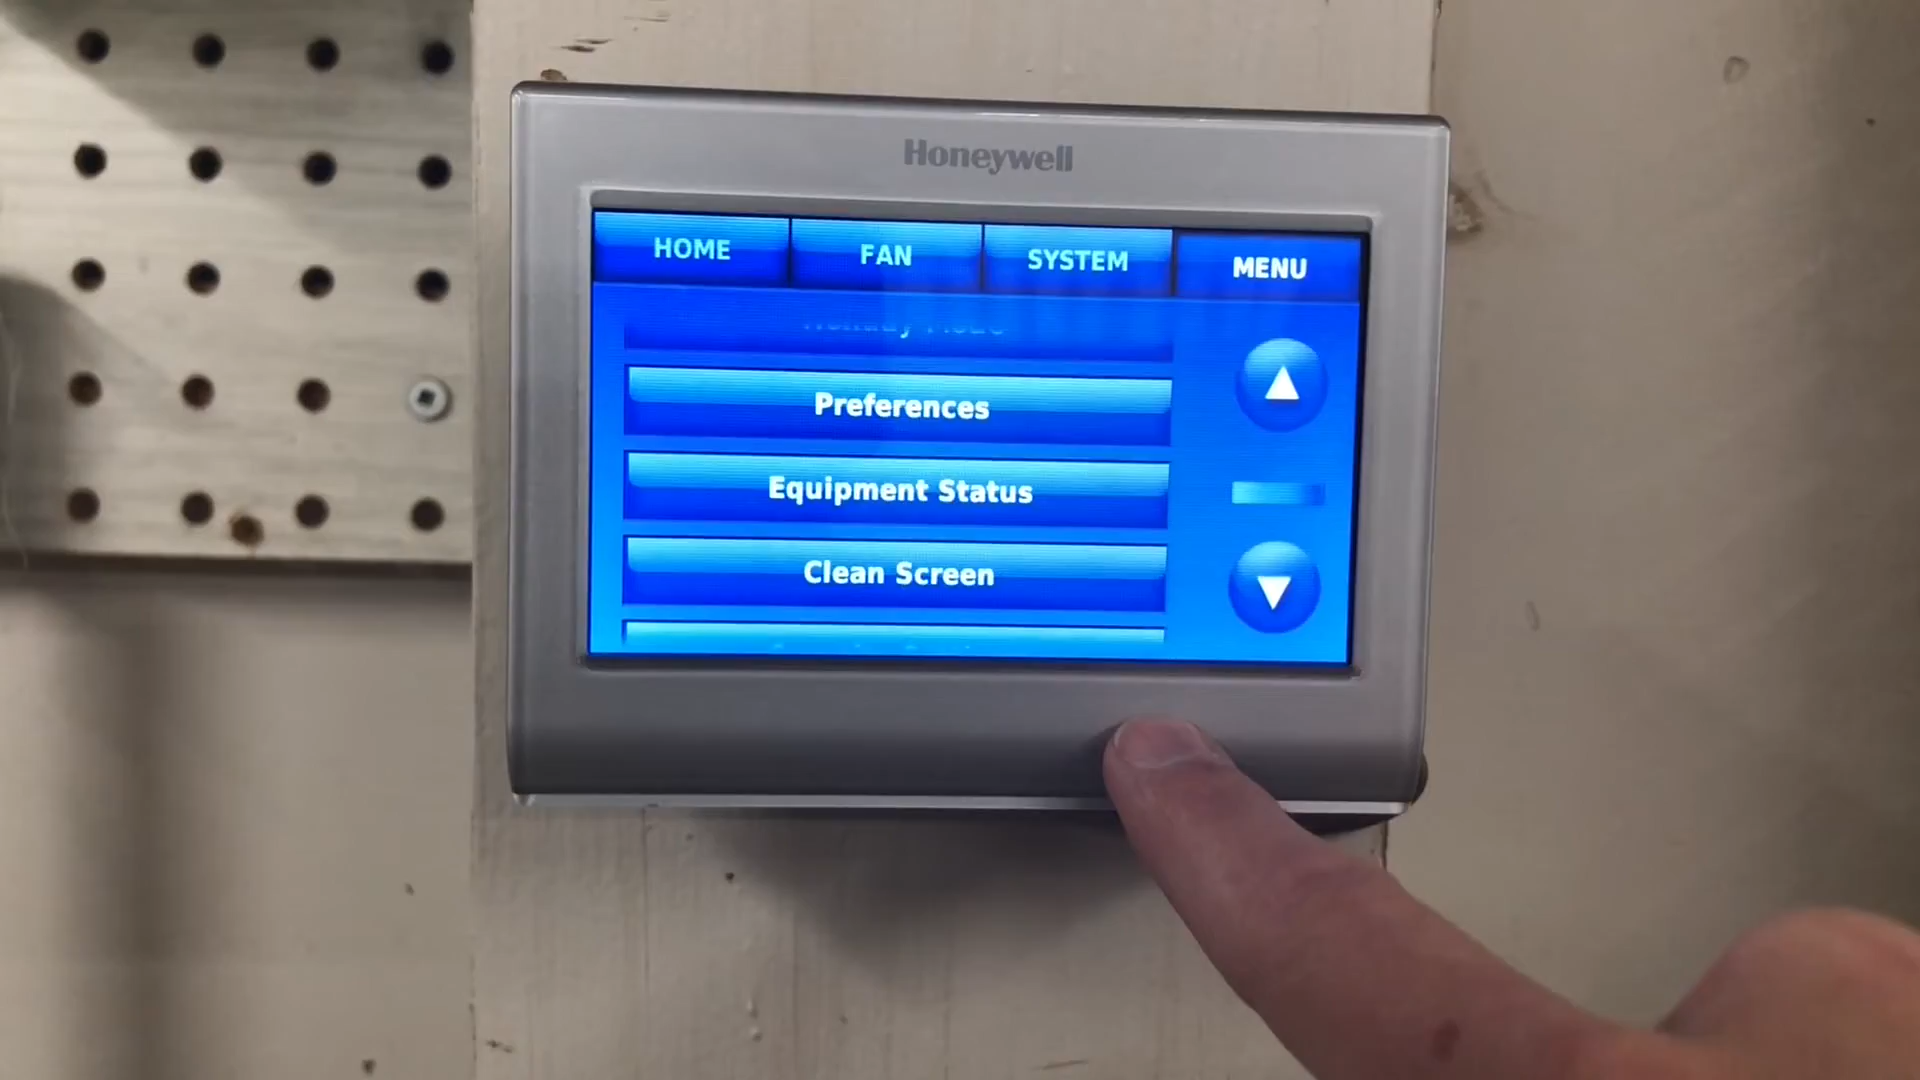 Honeywell
HOME
FAN
SYSTEM
MENU
Preferences
Equipment Status
Clean Screen